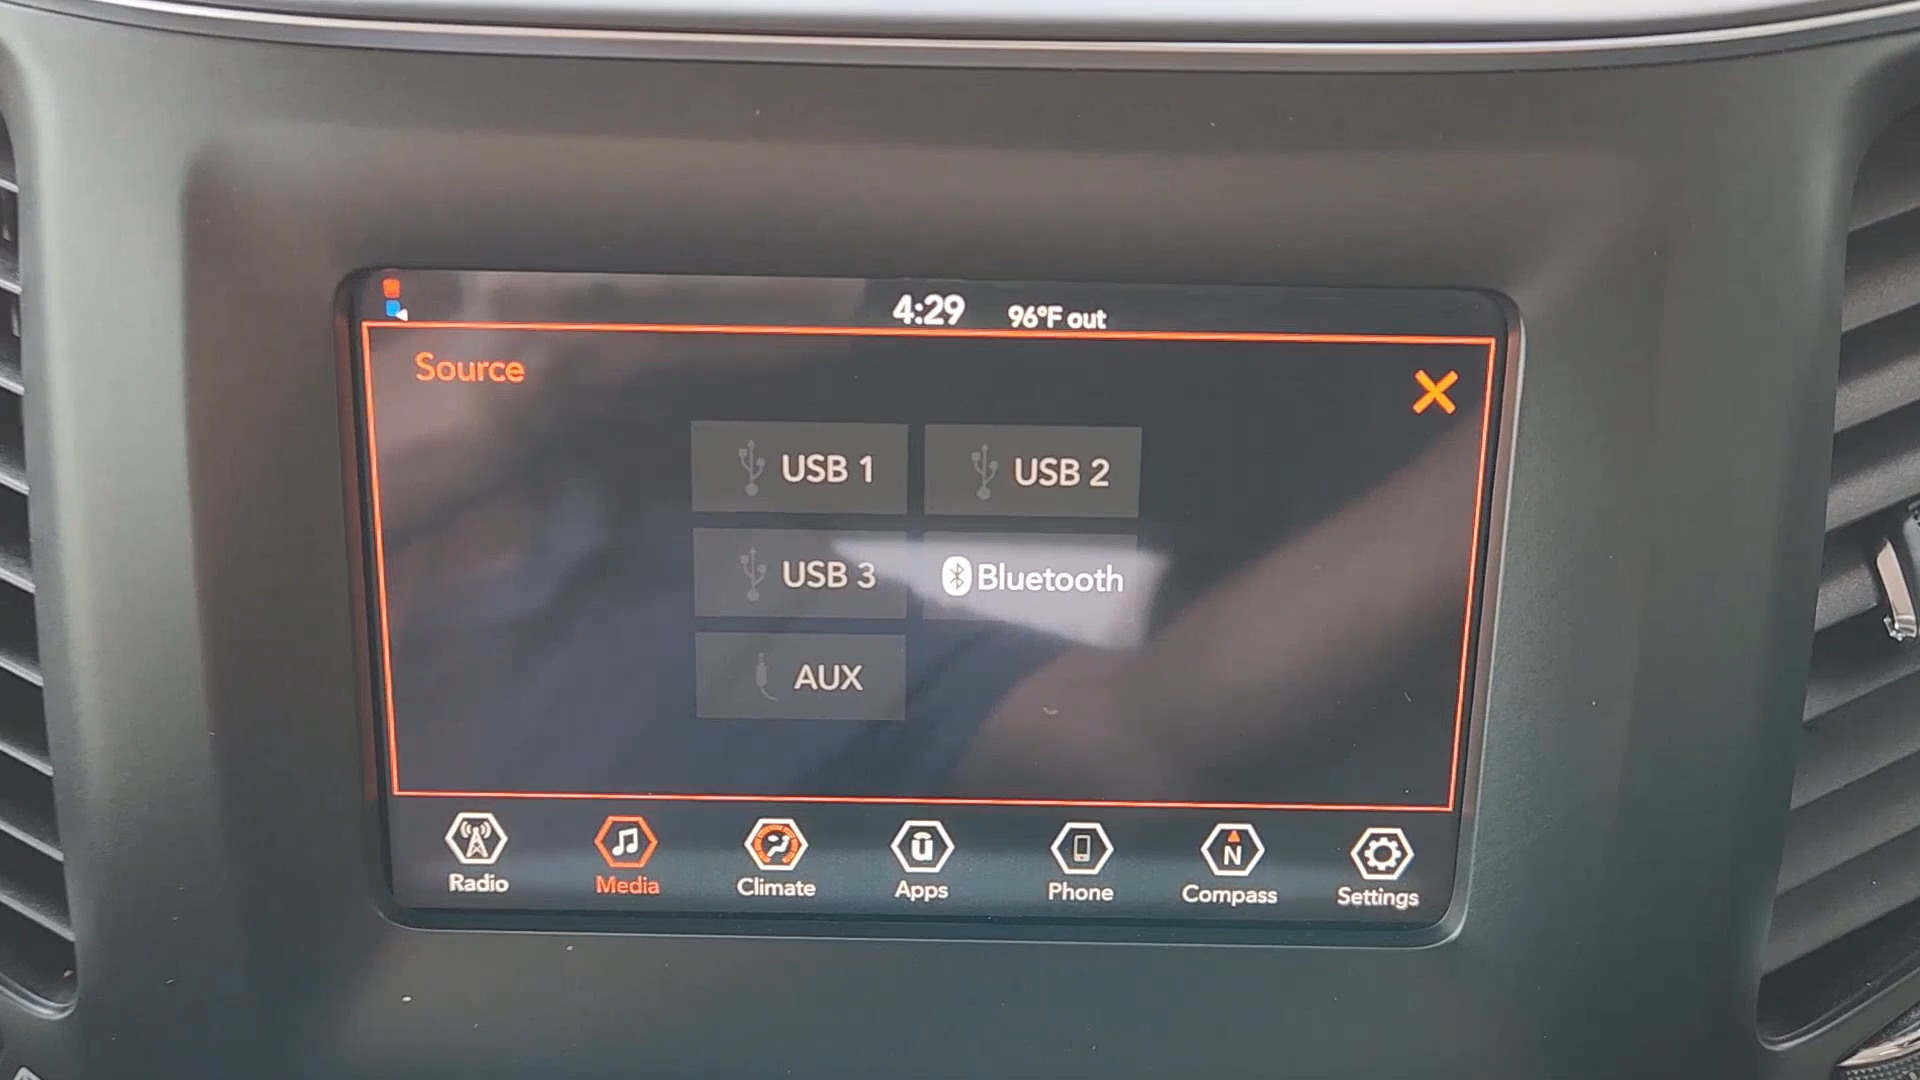 4:29 96°F out
Source
USB 1 USB 2
USB 3 Bluetooth
AUX
Radio Media Climate Apps Phone Compass Settings